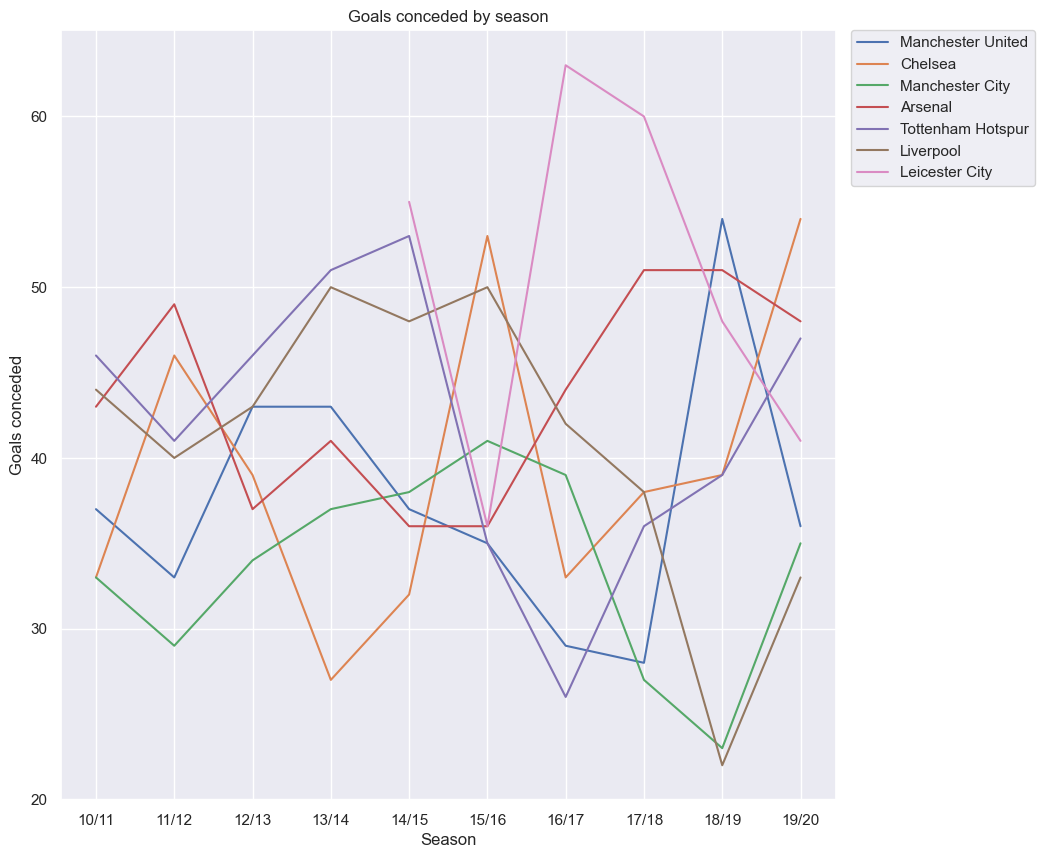 Goals conceded by season
Manchester United
Chelsea
Manchester City
Arsenal
Tottenham Hotspur
Liverpool
Leicester City
Goals conceded
60
50
40
30
20
10/11 11/12 12/13 13/14 14/15 15/16 16/17 17/18 18/19 19/20
Season